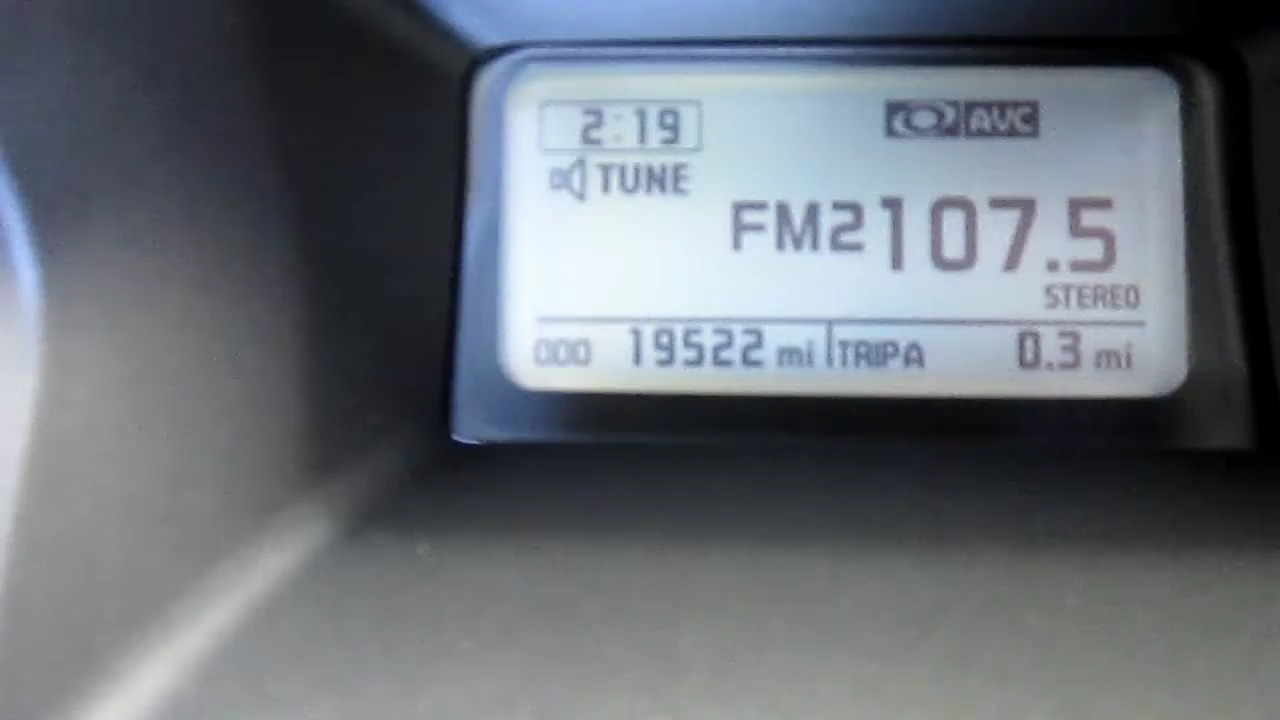 2:19
AVC
TUNE
FM2 107.5
STEREO
ODO 19522 mi TRIPA 0.3 mi